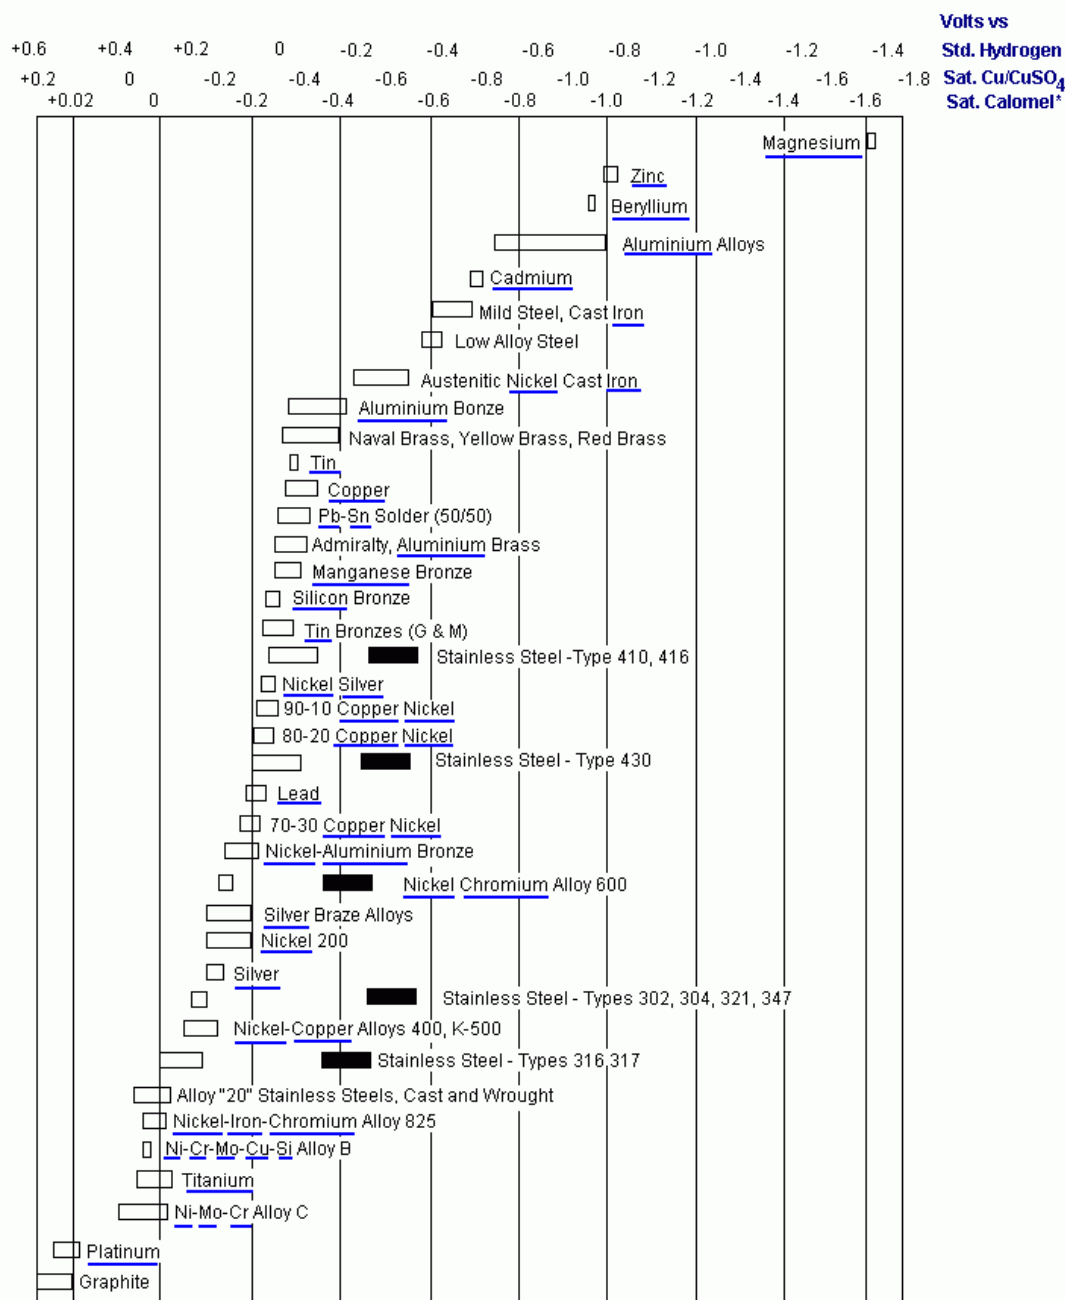 Volts vs
+0.6 +0.4 +0.2 0 -0.2 -0.4 -0.6 -0.8 -1.0 -1.2 -1.4 Std. Hydrogen
+0.2 0 -0.2 -0.4 -0.6 -0.8 -1.0 -1.2 -1.4 -1.6 -1.8 Sat. Cu/CuSO4
+0.02 0 -0.2 -0.4 -0.6 -0.8 -1.0 -1.2 -1.4 -1.6 Sat. Calomel*
Magnesium
Zinc
Beryllium
Aluminium Alloys
Cadmium
Mild Steel, Cast Iron
Low Alloy Steel
Austenitic Nickel Cast Iron
Aluminium Bonze
Naval Brass, Yellow Brass, Red Brass
Tin
Copper
Pb-Sn Solder (50/50)
Admiralty, Aluminium Brass
Manganese Bronze
Silicon Bronze
Tin Bronzes (G & M)
Stainless Steel -Type 410, 416
Nickel Silver
90-10 Copper Nickel
80-20 Copper Nickel
Stainless Steel - Type 430
Lead
70-30 Copper Nickel
Nickel-Aluminium Bronze
Nickel Chromium Alloy 600
Silver Braze Alloys
Nickel 200
Silver
Stainless Steel - Types 302, 304, 321, 347
Nickel-Copper Alloys 400, K-500
Stainless Steel - Types 316,317
Alloy "20" Stainless Steels, Cast and Wrought
Nickel-Iron-Chromium Alloy 825
Ni-Cr-Mo-Cu-Si Alloy B
Titanium
Ni-Mo-Cr Alloy C
Platinum
Graphite